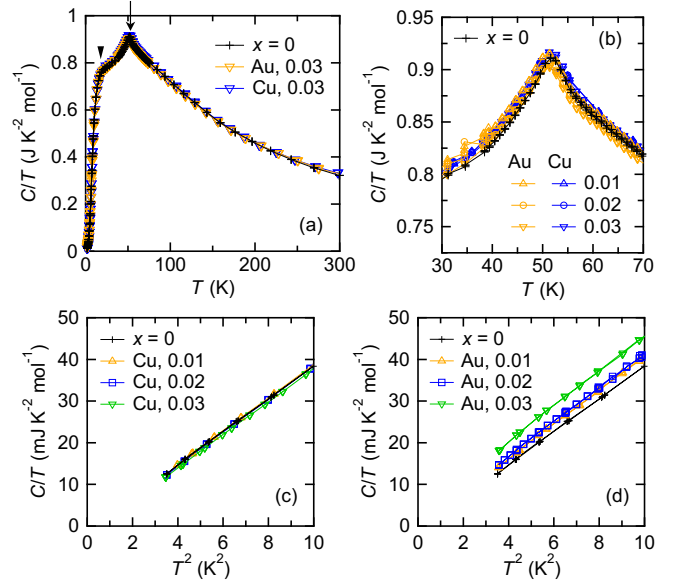 1
0.8
0.6
0.4
0.2
0
C/T (J K⁻² mol⁻¹)
x = 0
Au, 0.03
Cu, 0.03
(a)
0 100 200 300
T (K)
0.95
0.9
0.85
0.8
0.75
C/T (J K⁻² mol⁻¹)
x = 0
(b)
Au Cu
0.01
0.02
0.03
30 40 50 60 70
T (K)
50
40
30
20
10
0
C/T (mJ K⁻² mol⁻¹)
x = 0
Cu, 0.01
Cu, 0.02
Cu, 0.03
(c)
0 2 4 6 8 10
T² (K²)
50
40
30
20
10
0
C/T (mJ K⁻² mol⁻¹)
x = 0
Au, 0.01
Au, 0.02
Au, 0.03
(d)
0 2 4 6 8 10
T² (K²)